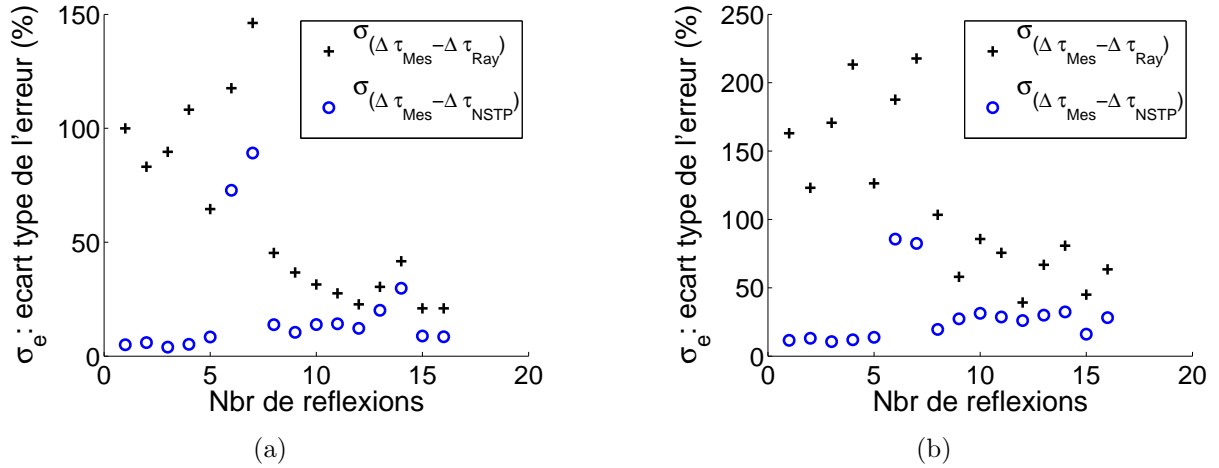 150
100
50
0
0
5
10
15
20
σe : ecart type de l'erreur (%)
Nbr de reflexions
σ(Δ τMes−Δ τRay)
σ(Δ τMes−Δ τNSTP)
(a)
250
200
150
100
50
0
0
5
10
15
20
σe : ecart type de l'erreur (%)
Nbr de reflexions
σ(Δ τMes−Δ τRay)
σ(Δ τMes−Δ τNSTP)
(b)